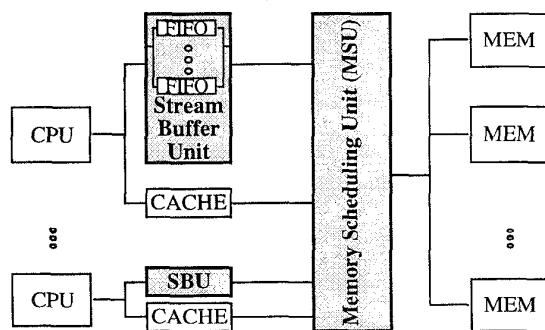 FIFO
FIFO
Stream
Buffer
Unit
CPU
CACHE
SBU
CPU
CACHE
Memory Scheduling Unit (MSU)
MEM
MEM
MEM